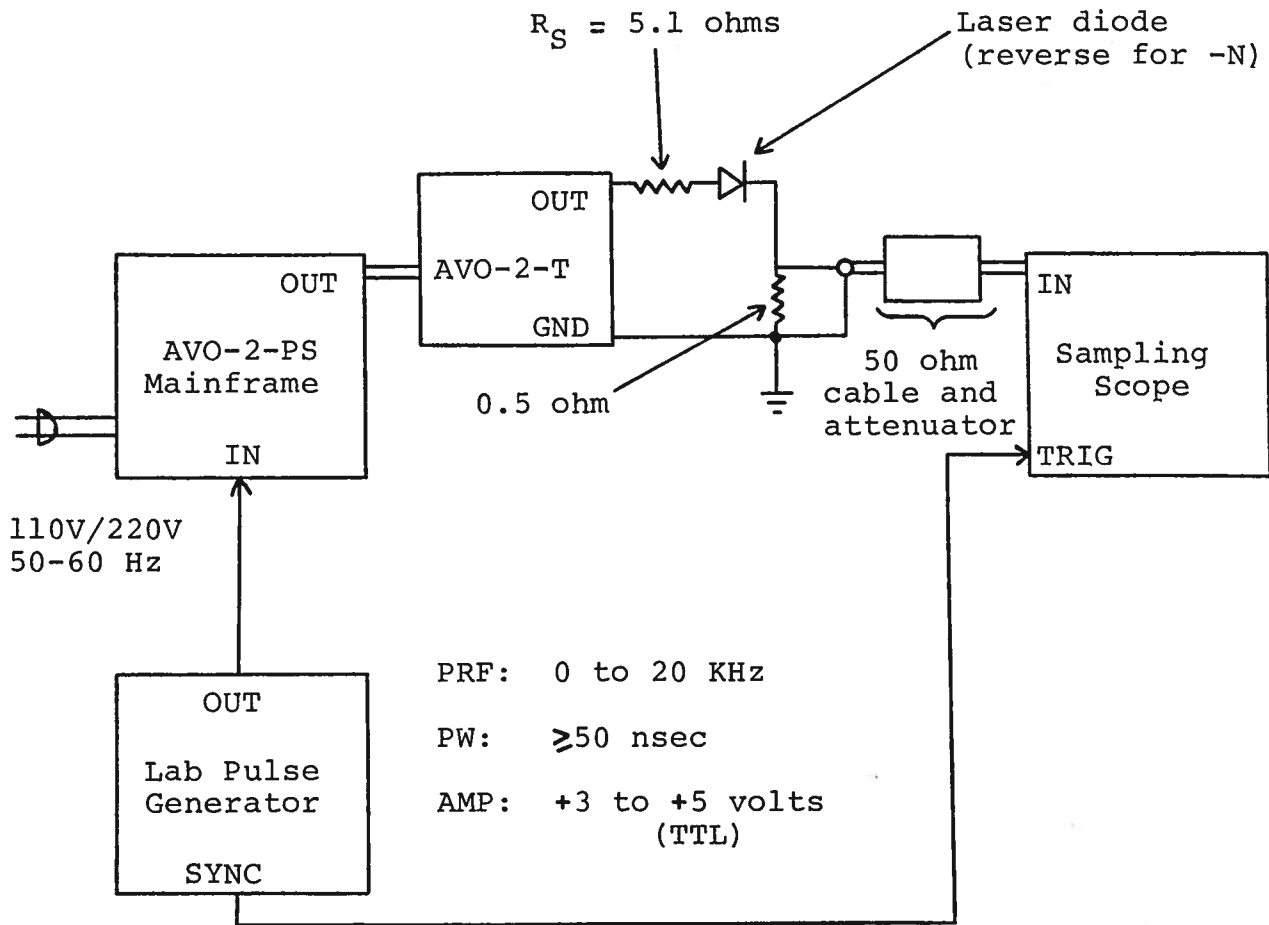 R_S = 5.1 ohms
Laser diode
(reverse for -N)
OUT
AVO-2-T
GND
OUT
AVO-2-PS
Mainframe
IN
0.5 ohm
50 ohm
cable and
attenuator
IN
Sampling
Scope
TRIG
110V/220V
50-60 Hz
OUT
Lab Pulse
Generator
SYNC
PRF: 0 to 20 KHz
PW: ≥50 nsec
AMP: +3 to +5 volts
(TTL)